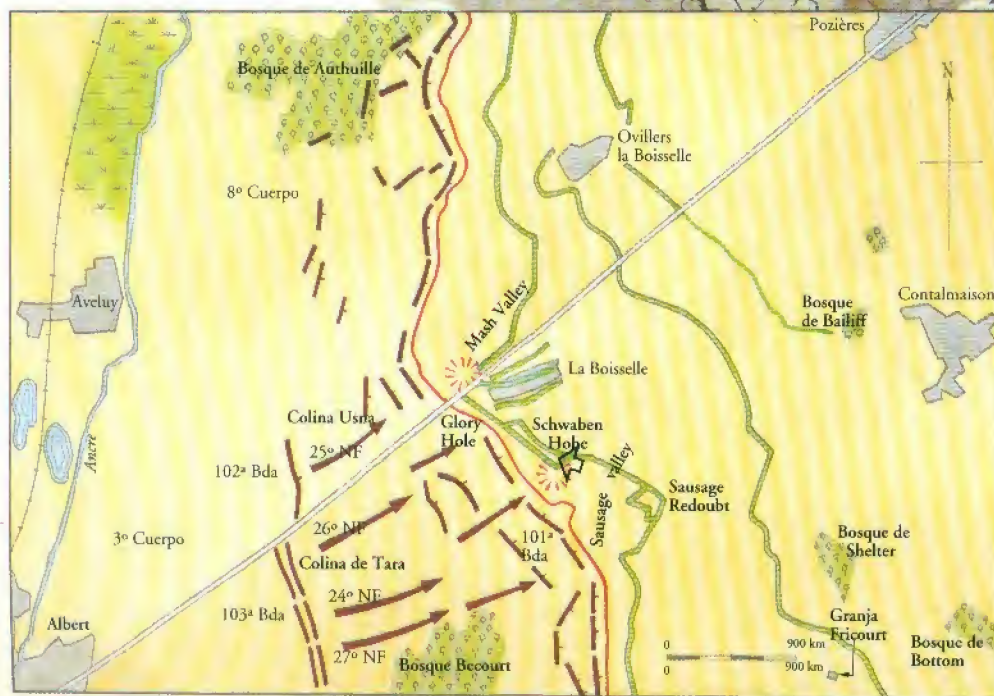 Pozières
Bosque de Authuille
N
Ovillers
la Boisselle
8º Cuerpo
Aveluy
Mash Valley
Bosque
de Bailiff
Contalmaison
La Boisselle
Colina Usna
Glory
Hole
Schwaben
Hohe
25º NF
102ª Bda
Ancre
Sausage valley
Sausage
Redoubt
26º NF
3º Cuerpo
101ª
Bda
Bosque de
Shelter
Colina de Tara
24º NF
103ª Bda
Albert
27º NF
Bosque Becourt
Granja
Fricourt
Bosque de
Bottom
0 900 km
0 900 km